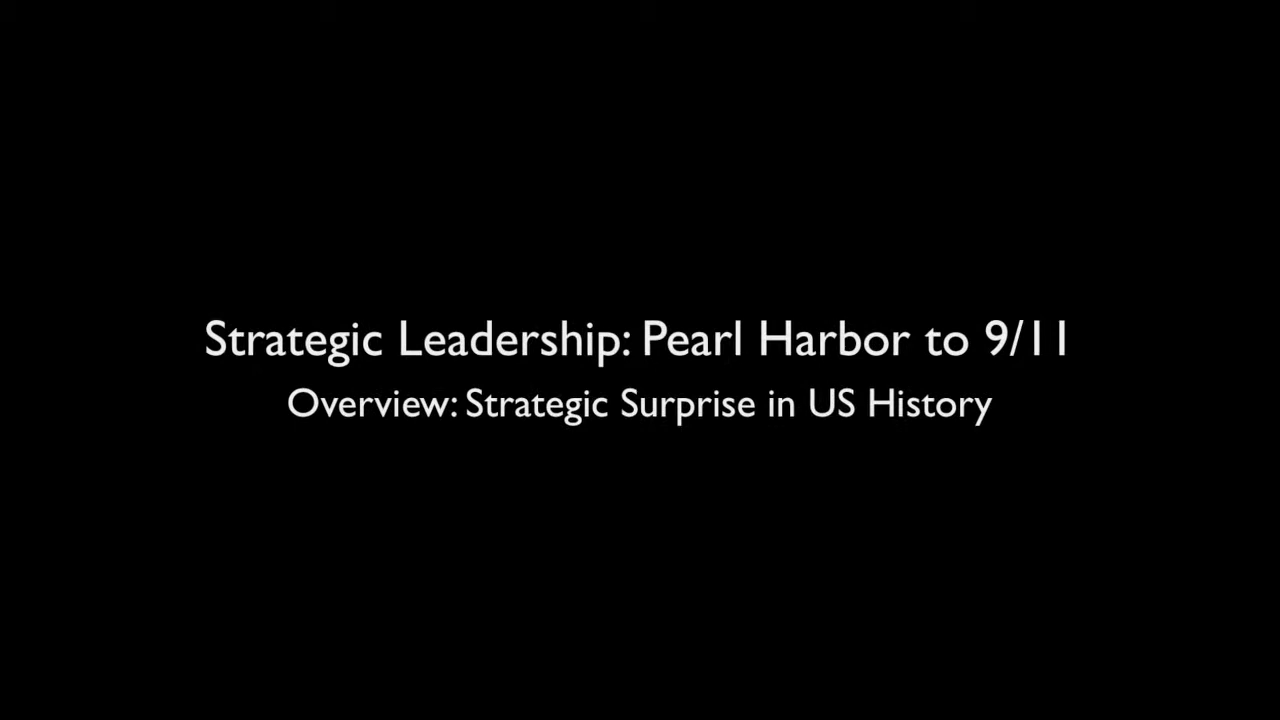 Strategic Leadership: Pearl Harbor to 9/11
Overview: Strategic Surprise in US History